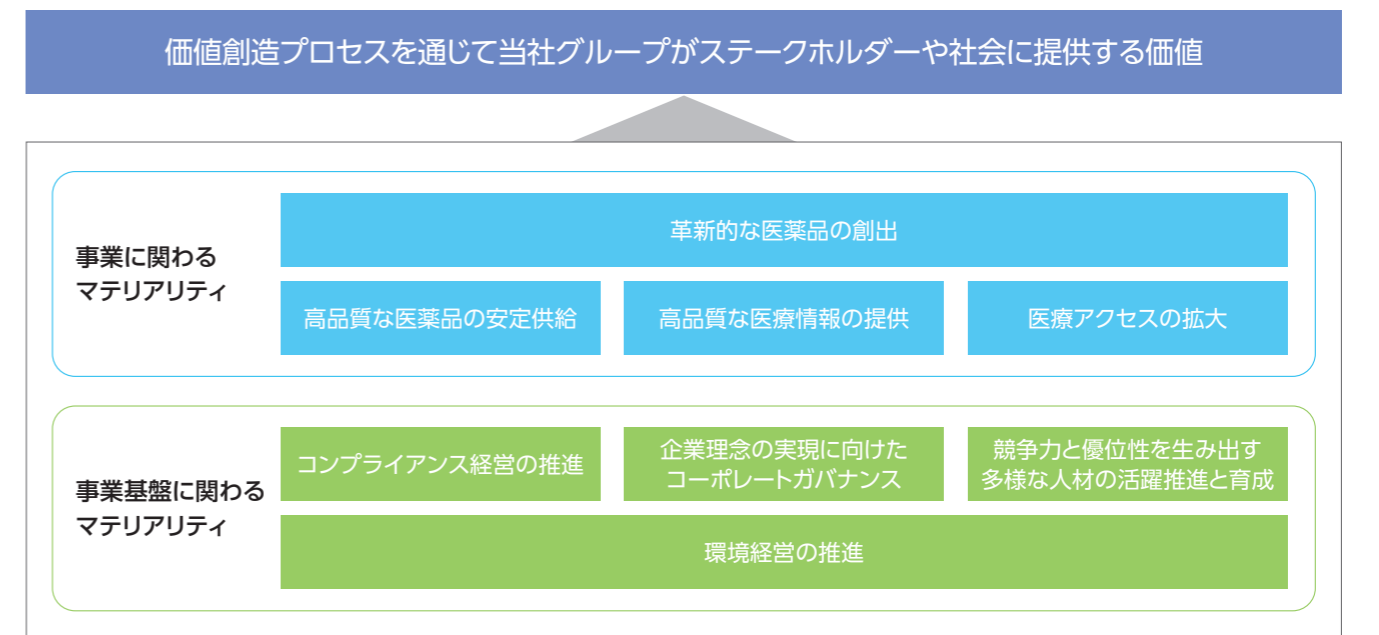 価値創造プロセスを通じて当社グループがステークホルダーや社会に提供する価値
事業に関わる
マテリアリティ
革新的な医薬品の創出
高品質な医薬品の安定供給
高品質な医療情報の提供
医療アクセスの拡大
事業基盤に関わる
マテリアリティ
コンプライアンス経営の推進
企業理念の実現に向けた
コーポレートガバナンス
競争力と優位性を生み出す
多様な人材の活躍推進と育成
環境経営の推進